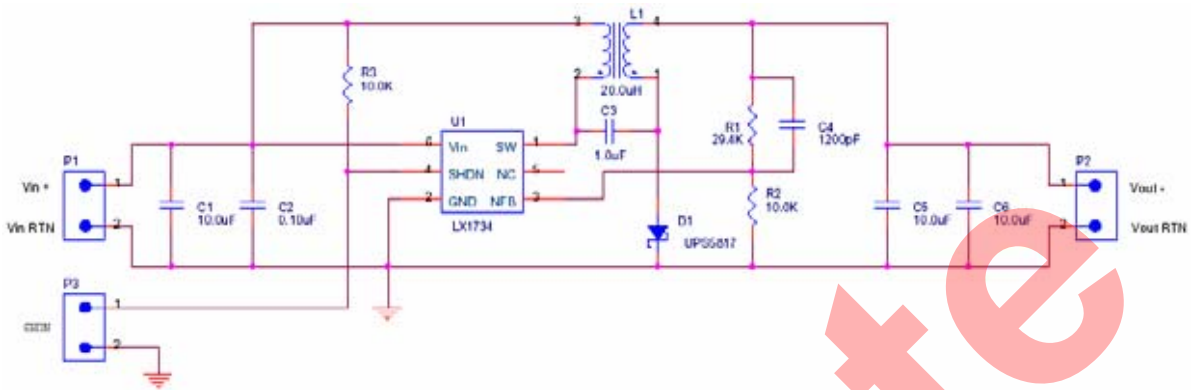 3
L1
4
R3
10.0K
2
1
20.0uH
C3
1.0uF
U1
6
Vin
SW
1
4
SHDN
NC
5
2
GND
NFB
3
LX1734
R1
29.4K
C4
1200pF
R2
10.0K
P1
Vin +
1
Vin RTN
2
C1
10.0uF
C2
0.10uF
D1
UPS5817
C5
10.0uF
C6
10.0uF
P2
1
Vout +
2
Vout RTN
P3
1
2
te